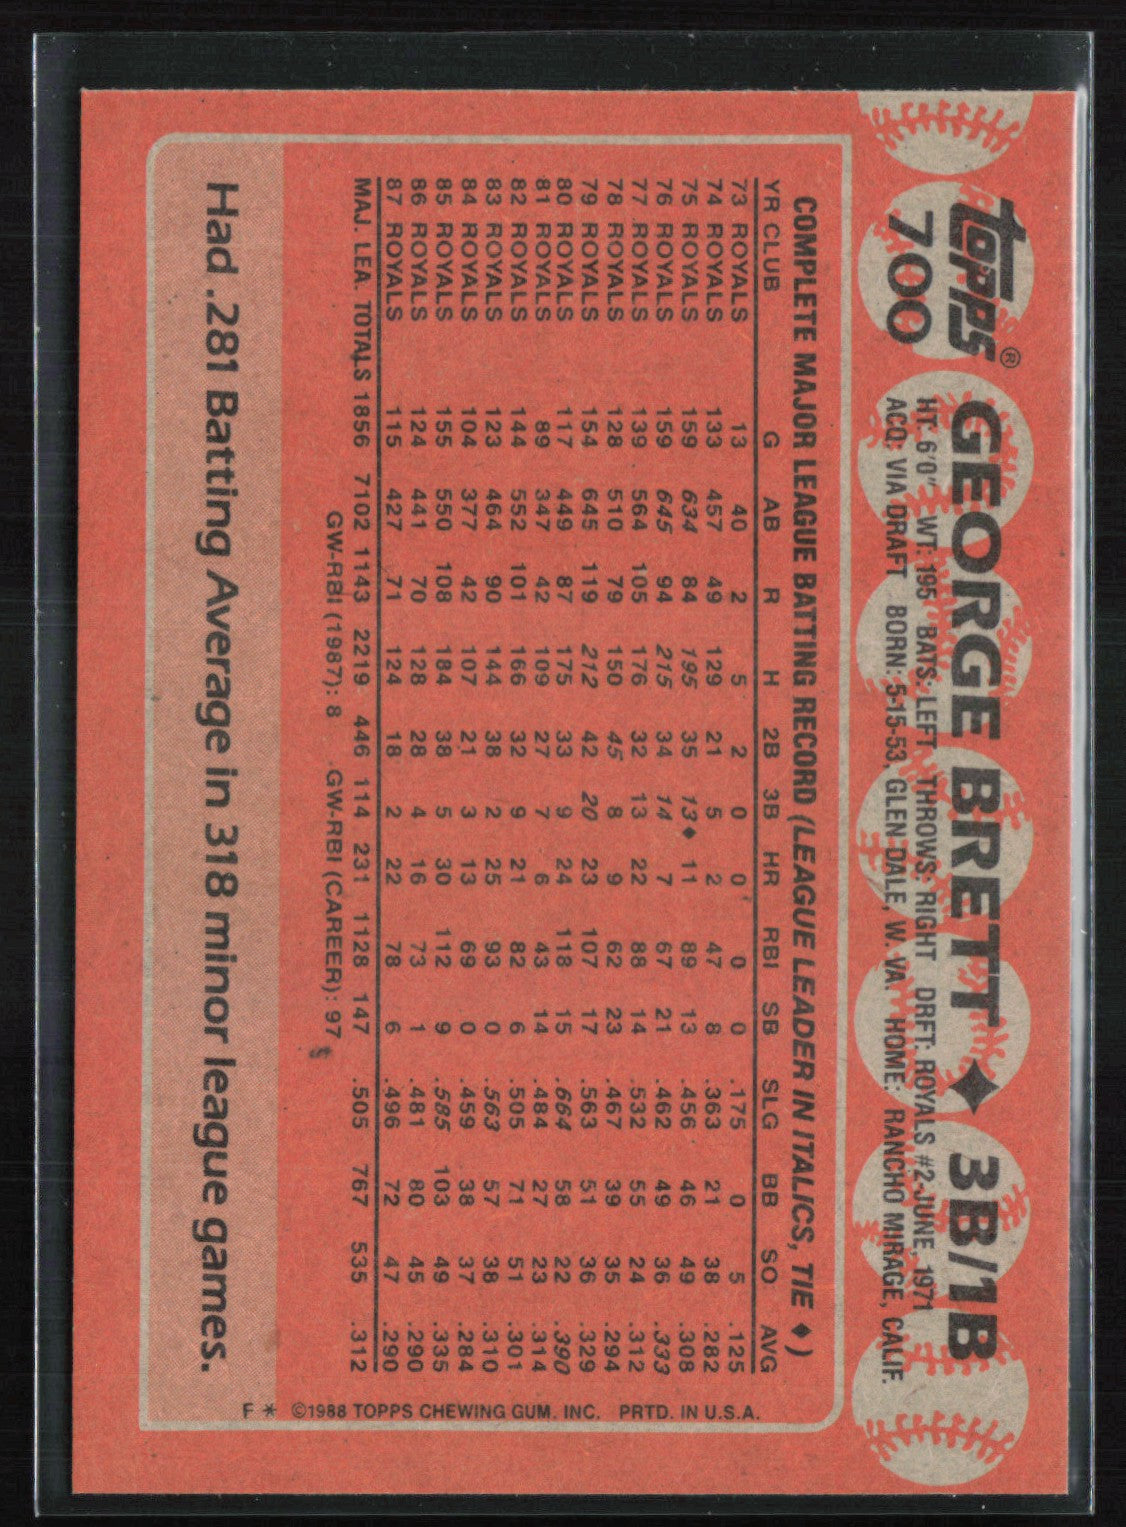 topps® GEORGE BRETT ♦ 3B/1B
700 HT: 6'0" WT: 195 BATS: LEFT THROWS: RIGHT DRFT: ROYALS #2-JUNE, 1971
ACQ: VIA DRAFT BORN: 5-15-53, GLEN DALE, W. VA. HOME: RANCHO MIRAGE, CALIF.
COMPLETE MAJOR LEAGUE BATTING RECORD (LEAGUE LEADER IN ITALICS, TIE ♦)
YR CLUB G AB R H 2B 3B HR RBI SB SLG BB SO AVG
73 ROYALS 13 40 2 5 2 0 0 0 0 .175 0 5 .125
74 ROYALS 133 457 49 129 21 5 2 47 8 .363 21 38 .282
75 ROYALS 159 634 84 195 35 13♦ 11 89 13 .456 46 49 .308
76 ROYALS 159 645 94 215 34 14 7 67 21 .462 49 36 .333
77 ROYALS 139 564 105 176 32 13 22 88 14 .532 55 24 .312
78 ROYALS 128 510 79 150 45 8 9 62 23 .467 39 35 .294
79 ROYALS 154 645 119 212 42 20 23 107 17 .563 51 36 .329
80 ROYALS 117 449 87 175 33 9 24 118 15 .664 58 22 .390
81 ROYALS 89 347 42 109 27 7 6 43 14 .484 27 23 .314
82 ROYALS 144 552 101 166 32 9 21 82 6 .505 71 51 .301
83 ROYALS 123 464 90 144 38 2 25 93 0 .563 57 38 .310
84 ROYALS 104 377 42 107 21 3 13 69 0 .459 38 37 .284
85 ROYALS 155 550 108 184 38 5 30 112 9 .585 103 49 .335
86 ROYALS 124 441 70 128 28 4 16 73 1 .481 80 45 .290
87 ROYALS 115 427 71 124 18 2 22 78 6 .496 72 47 .290
MAJ. LEA. TOTALS 1856 7102 1143 2219 446 114 231 1128 147 .505 767 535 .312
GW-RBI (1987): 8 GW-RBI (CAREER): 97
Had .281 Batting Average in 318 minor league games.
F * ©1988 TOPPS CHEWING GUM, INC. PRTD. IN U.S.A.